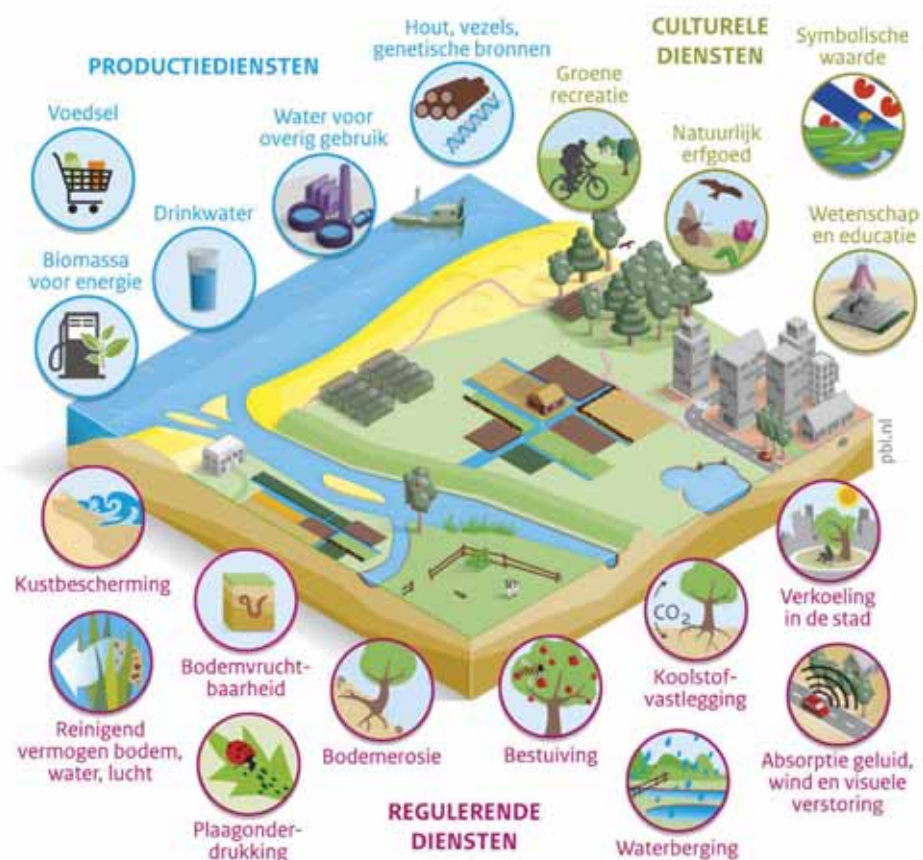 PRODUCTIEDIENSTEN
Voedsel
Water voor
overig gebruik
Hout, vezels,
genetische bronnen
Drinkwater
Biomassa
voor energie
CULTURELE
DIENSTEN
Groene
recreatie
Natuurlijk
erfgoed
Symbolische
waarde
Wetenschap
en educatie
pbl.nl
Kustbescherming
Reinigend
vermogen bodem,
water, lucht
Bodemvrucht-
baarheid
Plaagonder-
drukking
Bodemerosie
Bestuiving
CO₂
Koolstof-
vastlegging
Waterberging
Verkoeling
in de stad
Absorptie geluid,
wind en visuele
verstoring
REGULERENDE
DIENSTEN